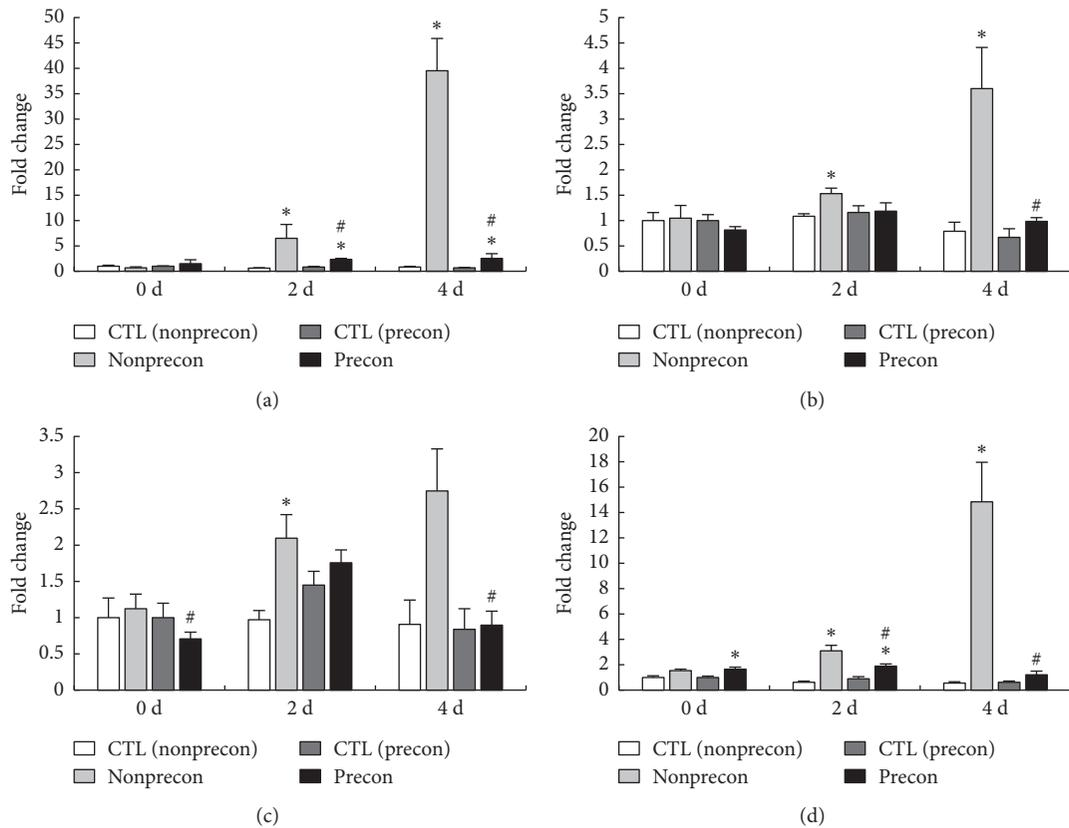 50
45
40
35
30
25
20
15
10
5
0
Fold change
*
*
#
*
#
*
0 d 2 d 4 d
CTL (nonprecon) CTL (precon)
Nonprecon Precon
(a)
5
4.5
4
3.5
3
2.5
2
1.5
1
0.5
0
Fold change
*
*
#
0 d 2 d 4 d
CTL (nonprecon) CTL (precon)
Nonprecon Precon
(b)
3.5
3
2.5
2
1.5
1
0.5
0
Fold change
*
#
#
0 d 2 d 4 d
CTL (nonprecon) CTL (precon)
Nonprecon Precon
(c)
20
18
16
14
12
10
8
6
4
2
0
Fold change
*
*
#
*
*
#
0 d 2 d 4 d
CTL (nonprecon) CTL (precon)
Nonprecon Precon
(d)